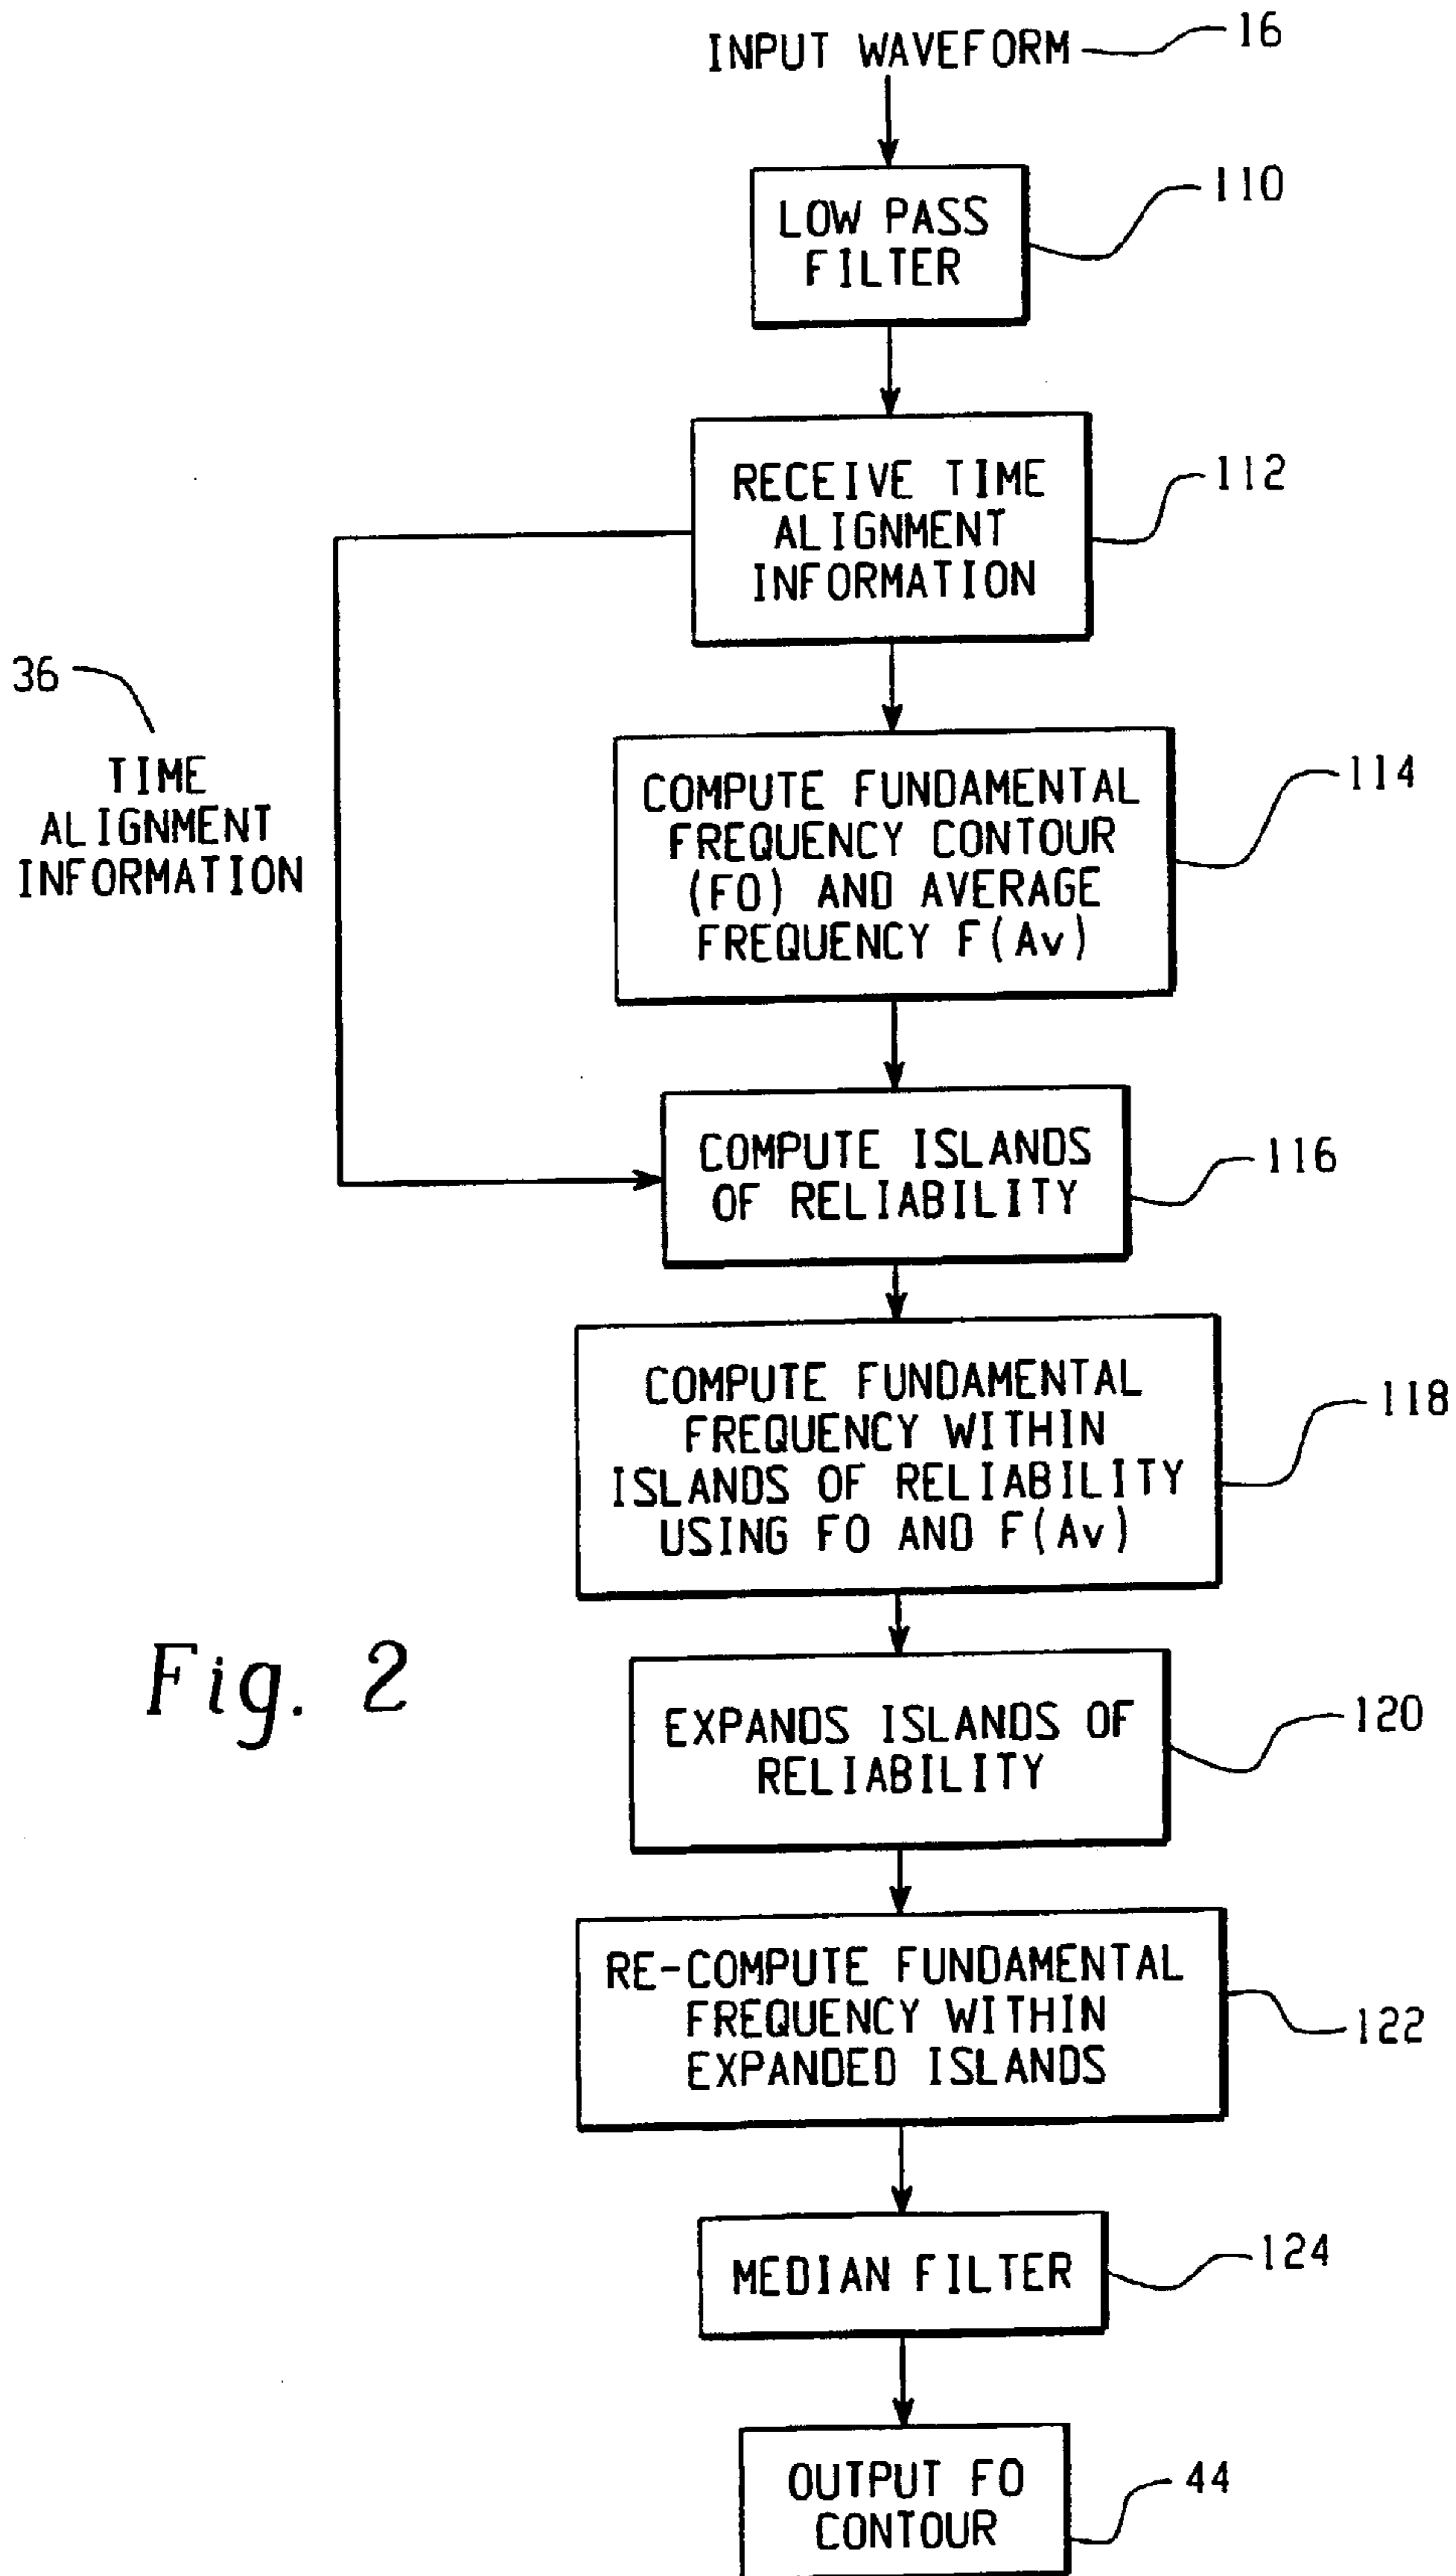 INPUT WAVEFORM
16
LOW PASS
FILTER
110
RECEIVE TIME
ALIGNMENT
INFORMATION
112
36
TIME
ALIGNMENT
INFORMATION
COMPUTE FUNDAMENTAL
FREQUENCY CONTOUR
(FO) AND AVERAGE
FREQUENCY F(Av)
114
COMPUTE ISLANDS
OF RELIABILITY
116
COMPUTE FUNDAMENTAL
FREQUENCY WITHIN
ISLANDS OF RELIABILITY
USING FO AND F(Av)
118
Fig. 2
EXPANDS ISLANDS OF
RELIABILITY
120
RE-COMPUTE FUNDAMENTAL
FREQUENCY WITHIN
EXPANDED ISLANDS
122
MEDIAN FILTER
124
OUTPUT FO
CONTOUR
44